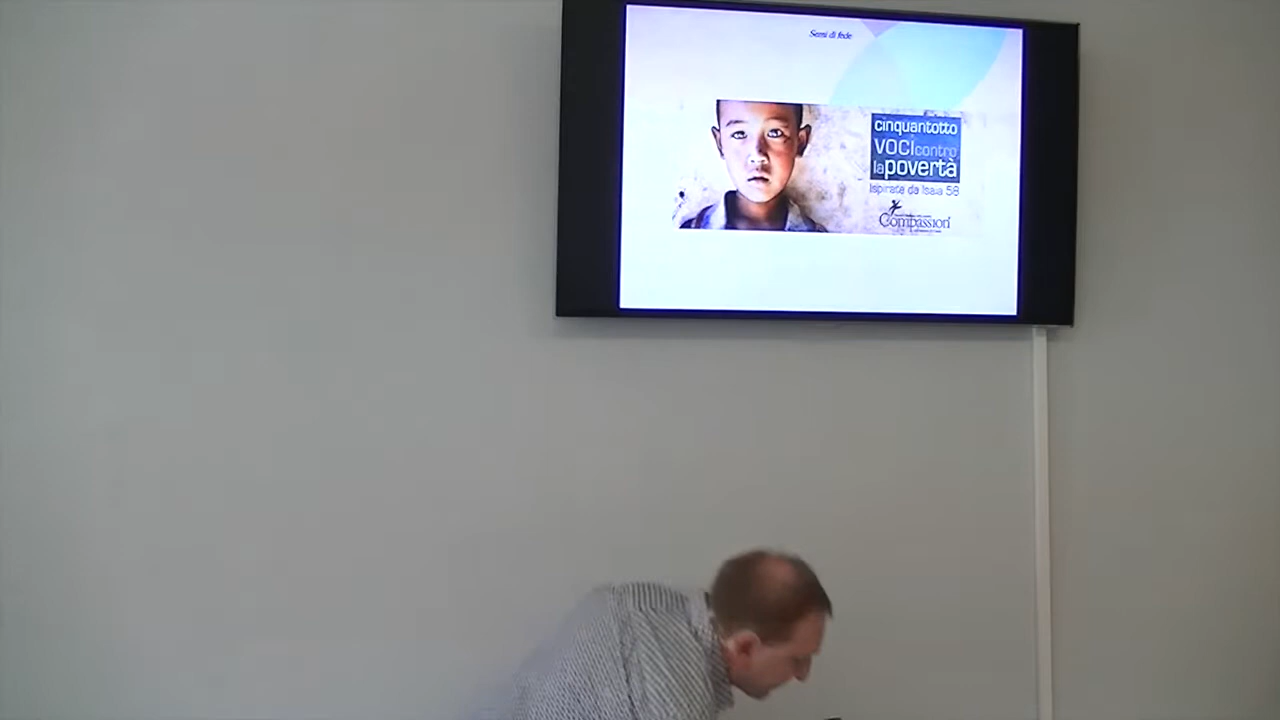 Semi di fede
cinquantotto
VOCI contro
la povertà
Ispirate da Isaia 58
Compassion